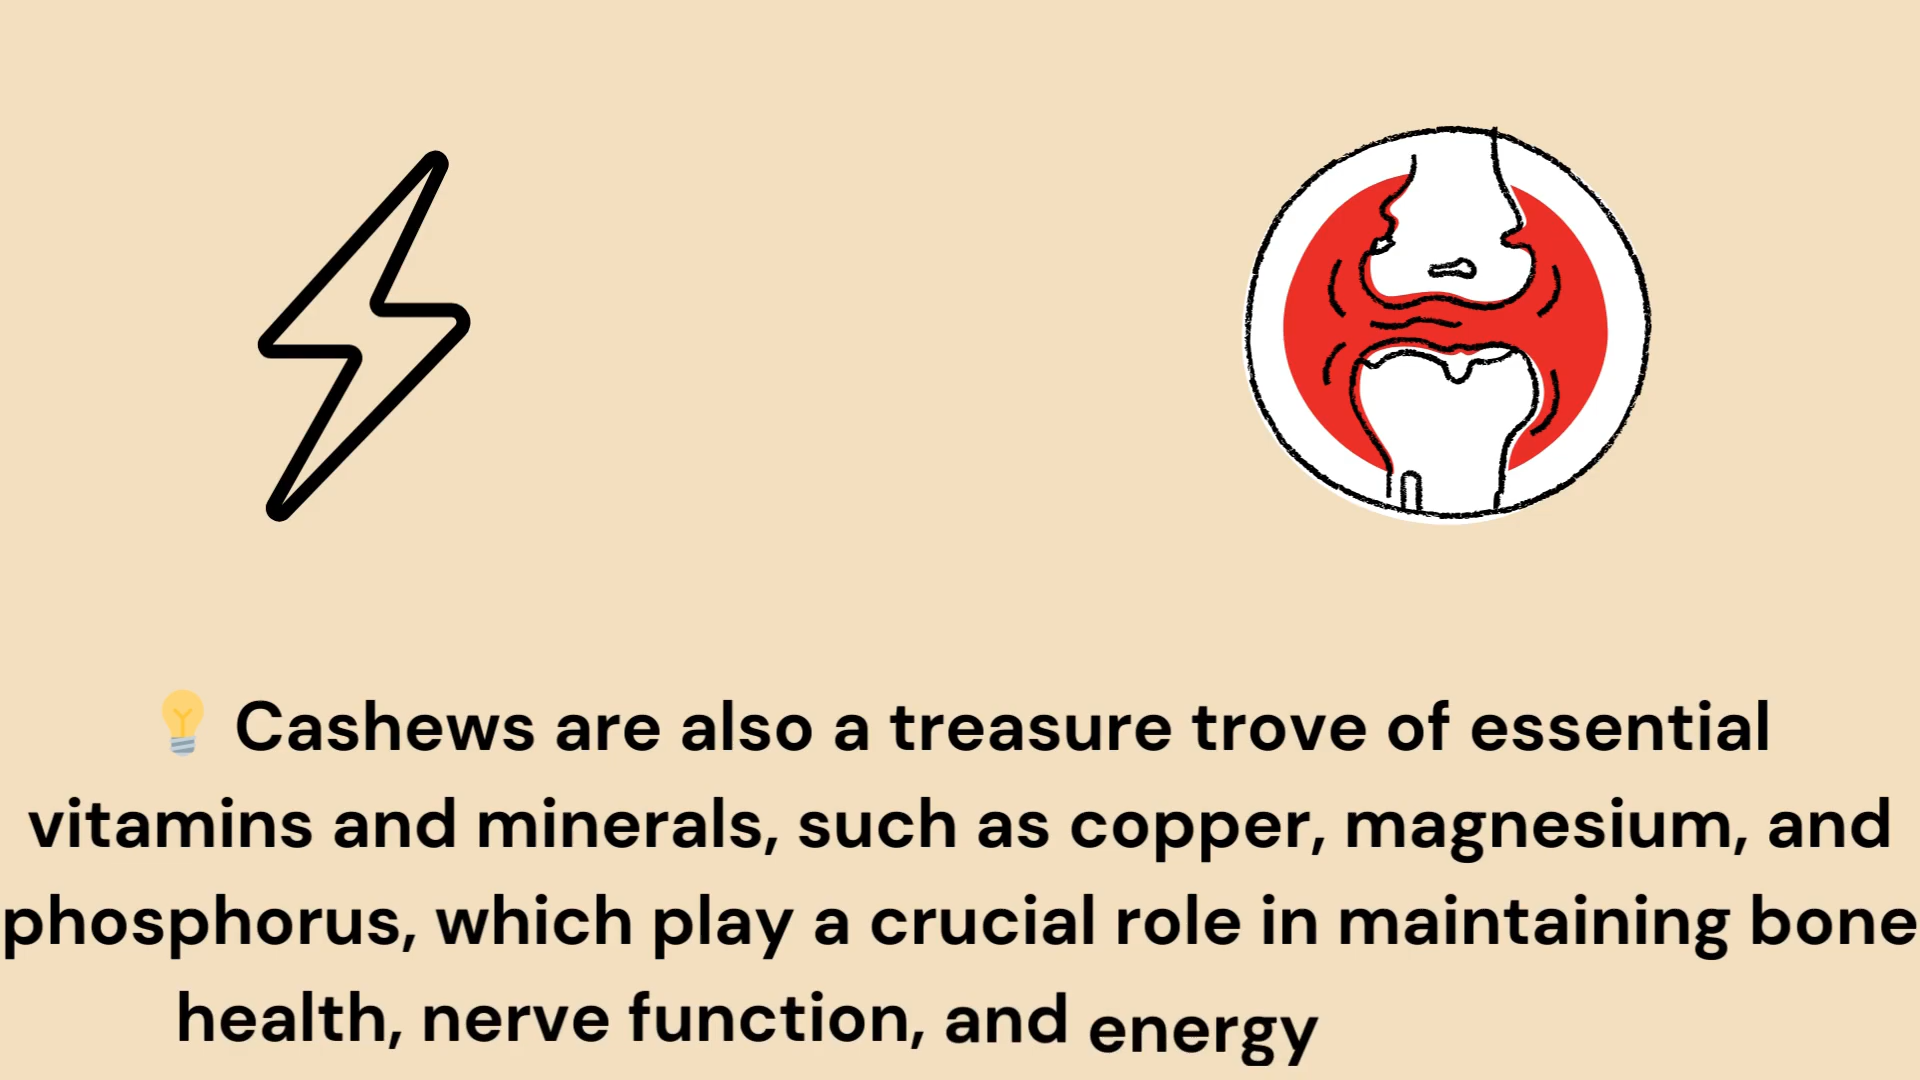 💡 Cashews are also a treasure trove of essential
vitamins and minerals, such as copper, magnesium, and
phosphorus, which play a crucial role in maintaining bone
health, nerve function, and energy